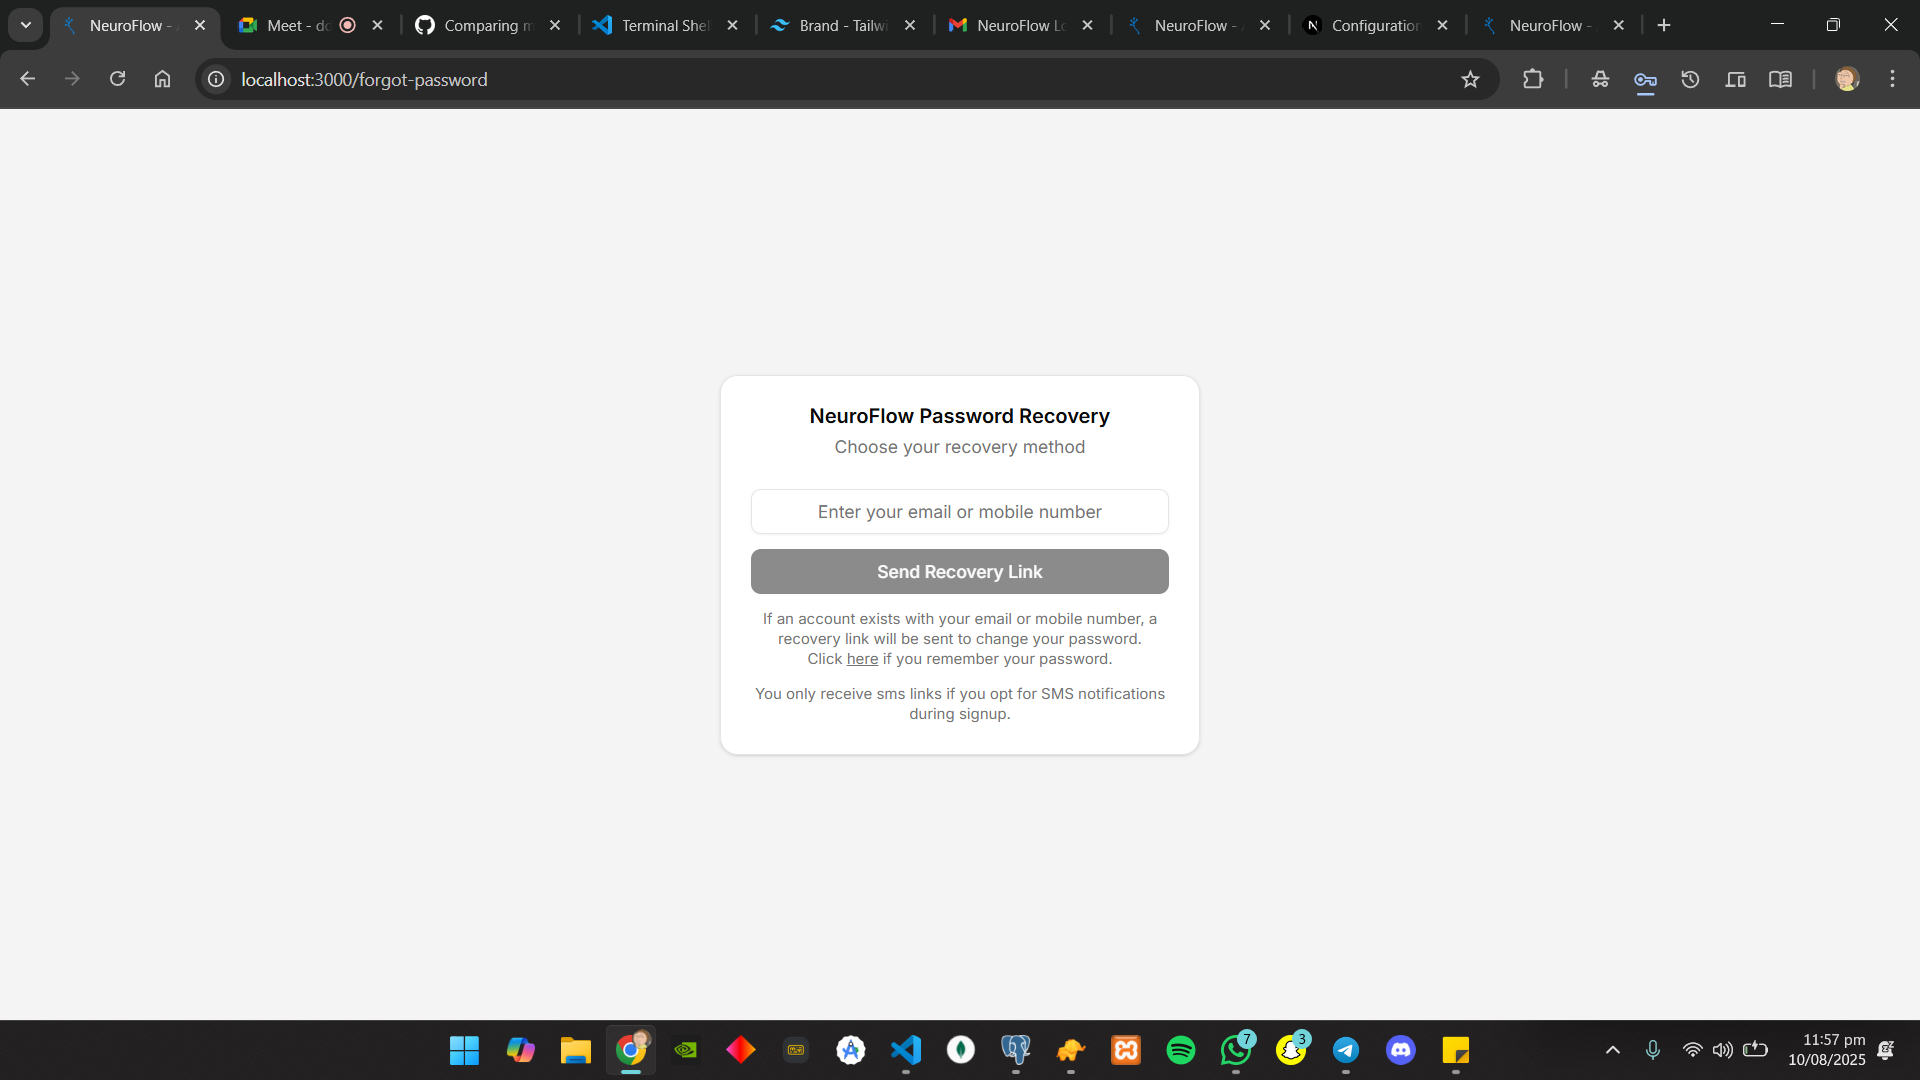 NeuroFlow -
Meet - do
Comparing m
Terminal Shel
Brand - Tailwi
NeuroFlow Lo
NeuroFlow -
Configuration
NeuroFlow -
localhost:3000/forgot-password
NeuroFlow Password Recovery
Choose your recovery method
Enter your email or mobile number
Send Recovery Link
If an account exists with your email or mobile number, a
recovery link will be sent to change your password.
Click here if you remember your password.
You only receive sms links if you opt for SMS notifications
during signup.
7
3
11:57 pm
10/08/2025